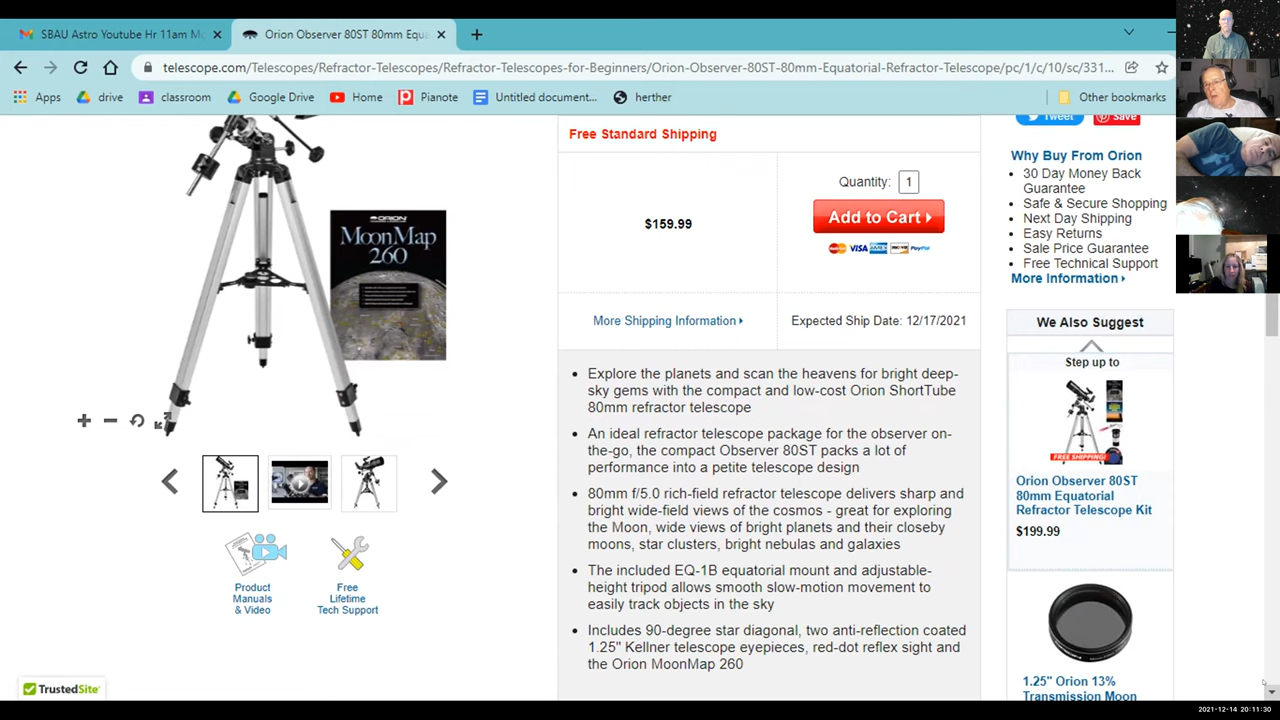 SBAU Astro Youtube Hr 11am Mo
Orion Observer 80ST 80mm Equa
telescope.com/Telescopes/Refractor-Telescopes/Refractor-Telescopes-for-Beginners/Orion-Observer-80ST-80mm-Equatorial-Refractor-Telescope/pc/1/c/10/sc/331...
Apps
drive
classroom
Google Drive
Home
Pianote
Untitled document...
herther
Other bookmarks
Free Standard Shipping
Tweet
Save
Quantity: 1
$159.99
Add to Cart
VISA
PayPal
More Shipping Information
Expected Ship Date: 12/17/2021
ORION
MoonMap
260
Explore the planets and scan the heavens for bright deep-
sky gems with the compact and low-cost Orion ShortTube
80mm refractor telescope
An ideal refractor telescope package for the observer on-
the-go, the compact Observer 80ST packs a lot of
performance into a petite telescope design
80mm f/5.0 rich-field refractor telescope delivers sharp and
bright wide-field views of the cosmos - great for exploring
the Moon, wide views of bright planets and their closeby
moons, star clusters, bright nebulas and galaxies
The included EQ-1B equatorial mount and adjustable-
height tripod allows smooth slow-motion movement to
easily track objects in the sky
Includes 90-degree star diagonal, two anti-reflection coated
1.25" Kellner telescope eyepieces, red-dot reflex sight and
the Orion MoonMap 260
Product
Manuals
& Video
Free
Lifetime
Tech Support
TrustedSite
Why Buy From Orion
30 Day Money Back
Guarantee
Safe & Secure Shopping
Next Day Shipping
Easy Returns
Sale Price Guarantee
Free Technical Support
More Information
We Also Suggest
Step up to
FREE SHIPPING!
Orion Observer 80ST
80mm Equatorial
Refractor Telescope Kit
$199.99
1.25" Orion 13%
Transmission Moon
2021-12-14 20:11:30